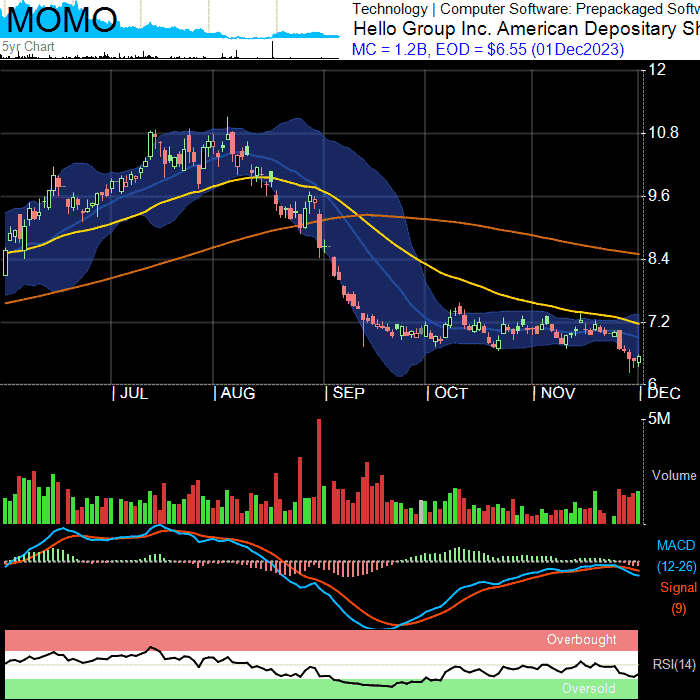 MOMO
Technology | Computer Software: Prepackaged Softw
Hello Group Inc. American Depositary Sh
5yr Chart
MC = 1.2B, EOD = $6.55 (01Dec2023)
12
10.8
9.6
8.4
7.2
6
| JUL | AUG | SEP | OCT | NOV | DEC
5M
Volume
MACD
(12-26)
Signal
(9)
Overbought
RSI(14)
Oversold